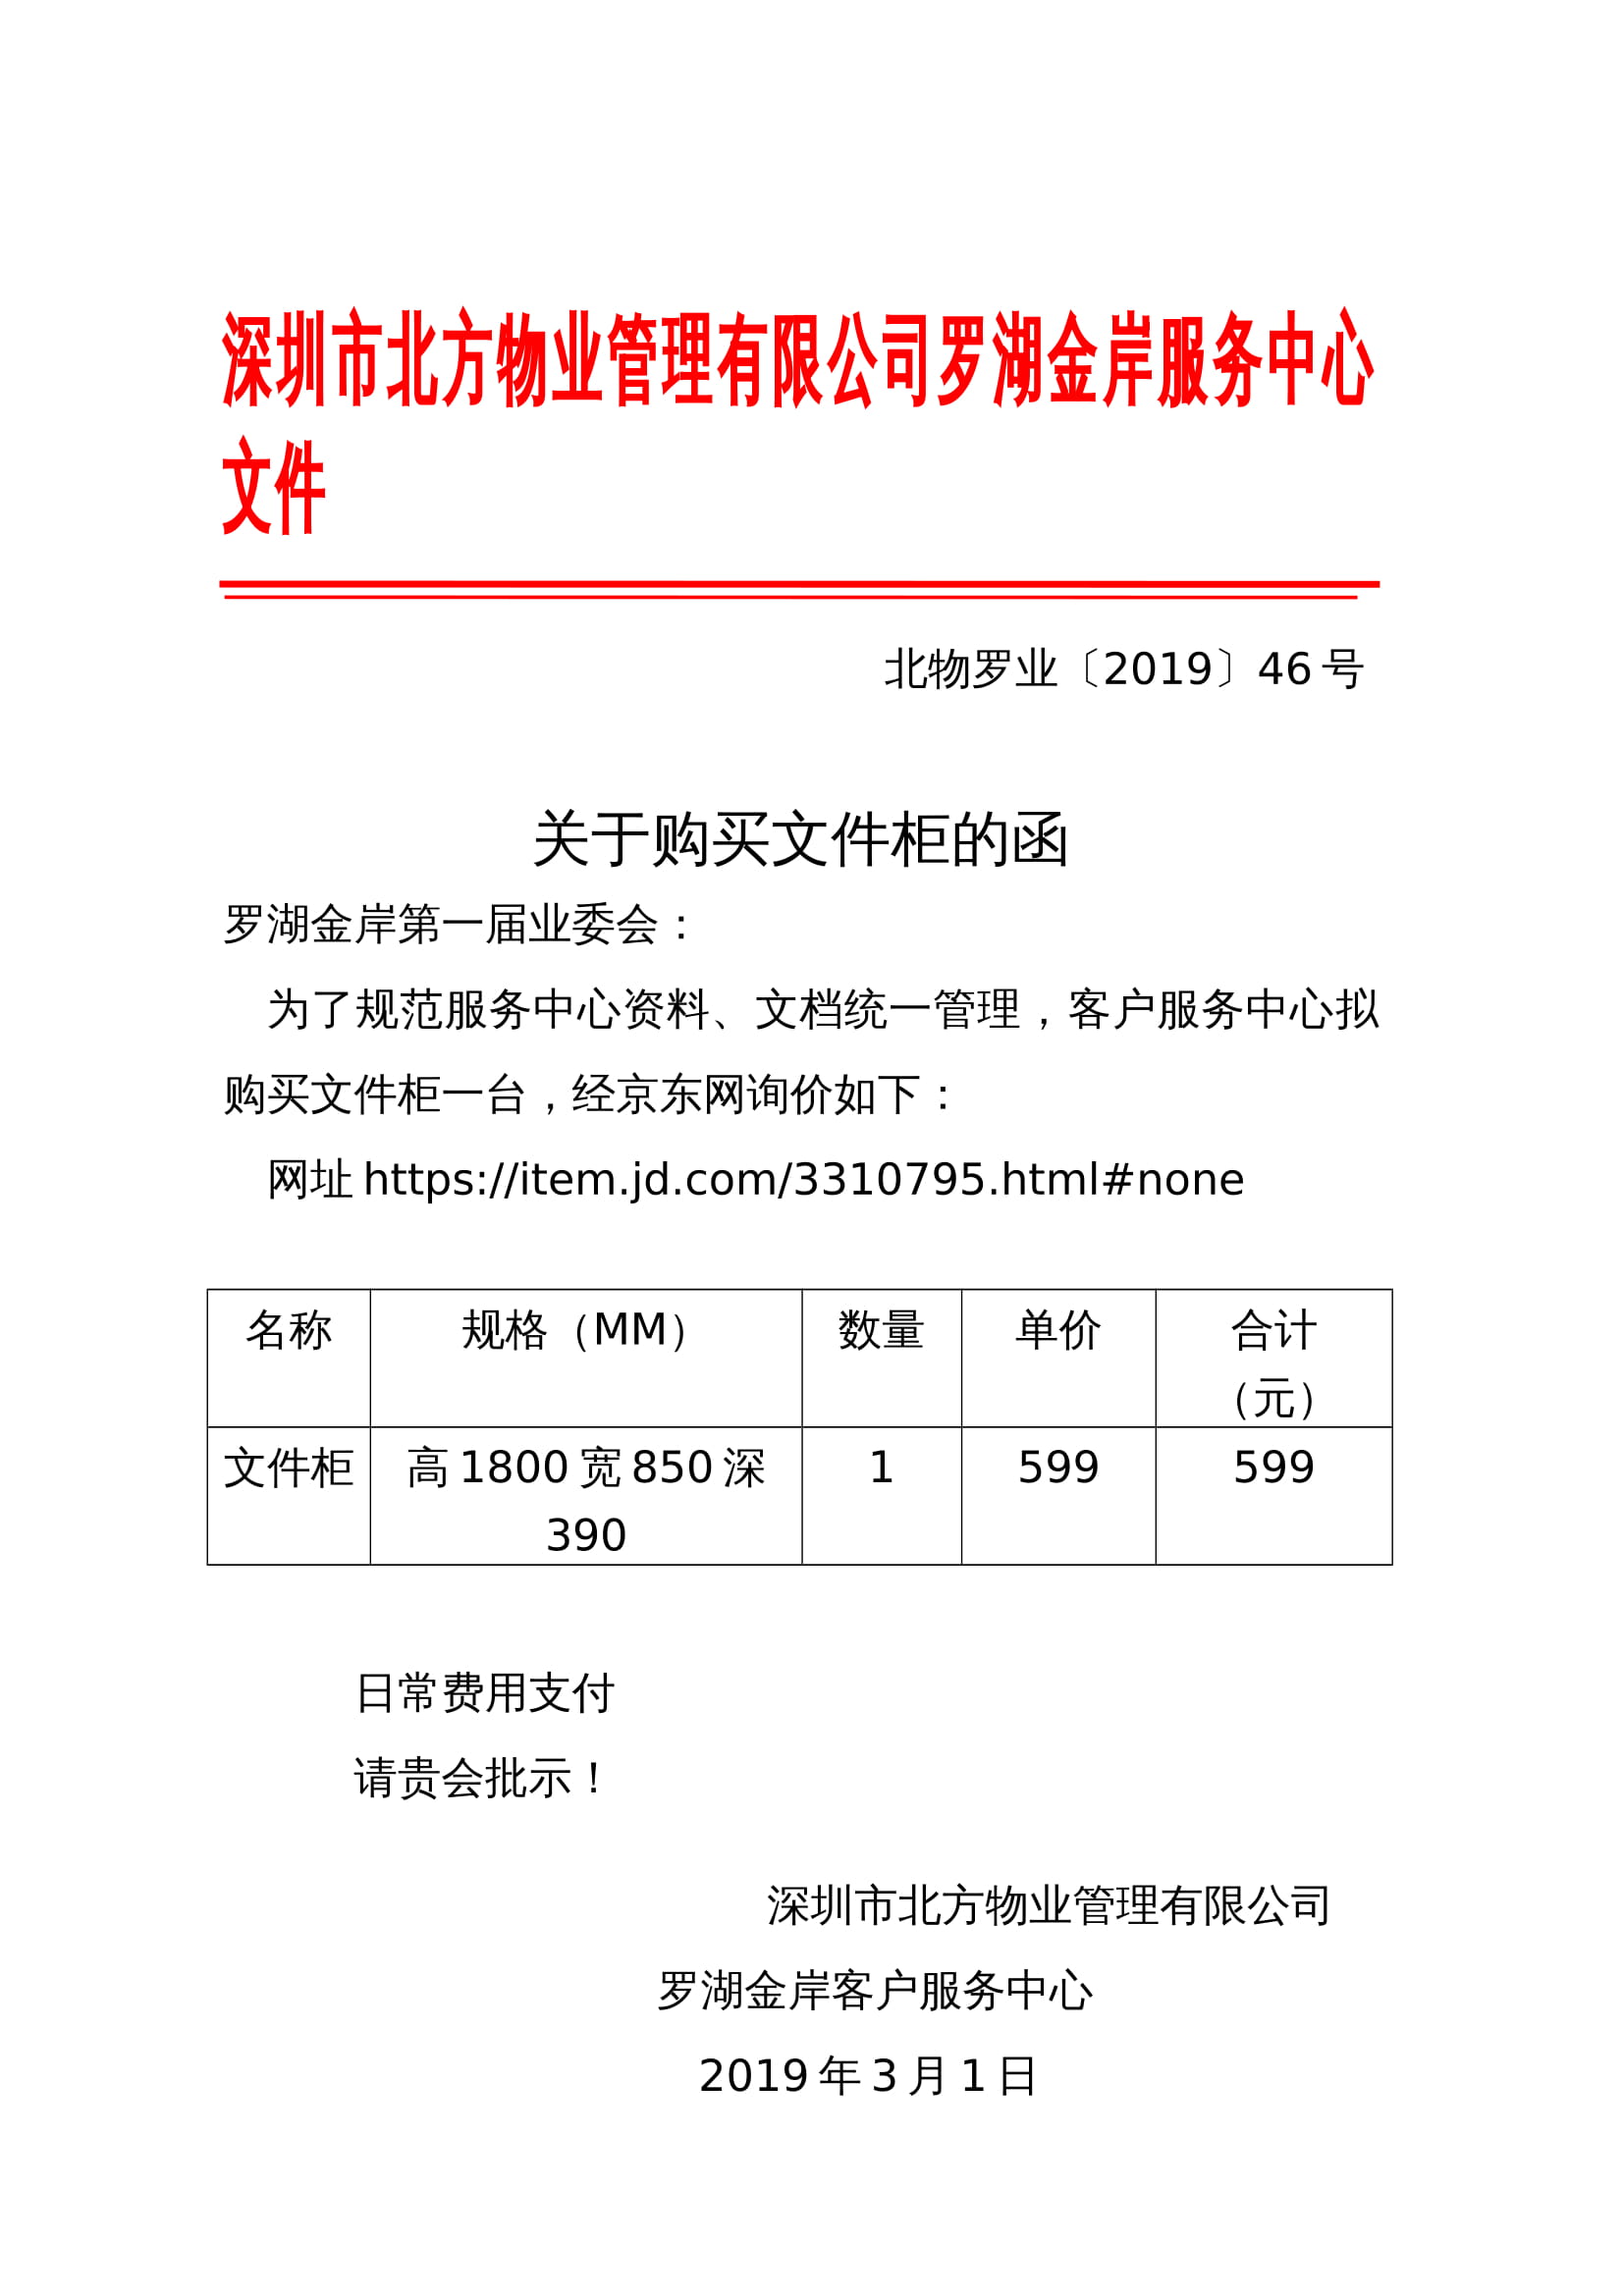 深圳市北方物业管理有限公司罗湖金岸服务中心
文件
北物罗业〔2019〕46 号
关于购买文件柜的函
罗湖金岸第一届业委会：
为了规范服务中心资料、文档统一管理，客户服务中心拟
购买文件柜一台，经京东网询价如下：
网址 https://item.jd.com/3310795.html#none
名称 规格（MM） 数量 单价 合计
（元）
文件柜 高 1800 宽 850 深 1 599 599
390
日常费用支付
请贵会批示！
深圳市北方物业管理有限公司
罗湖金岸客户服务中心
2019 年 3 月 1 日